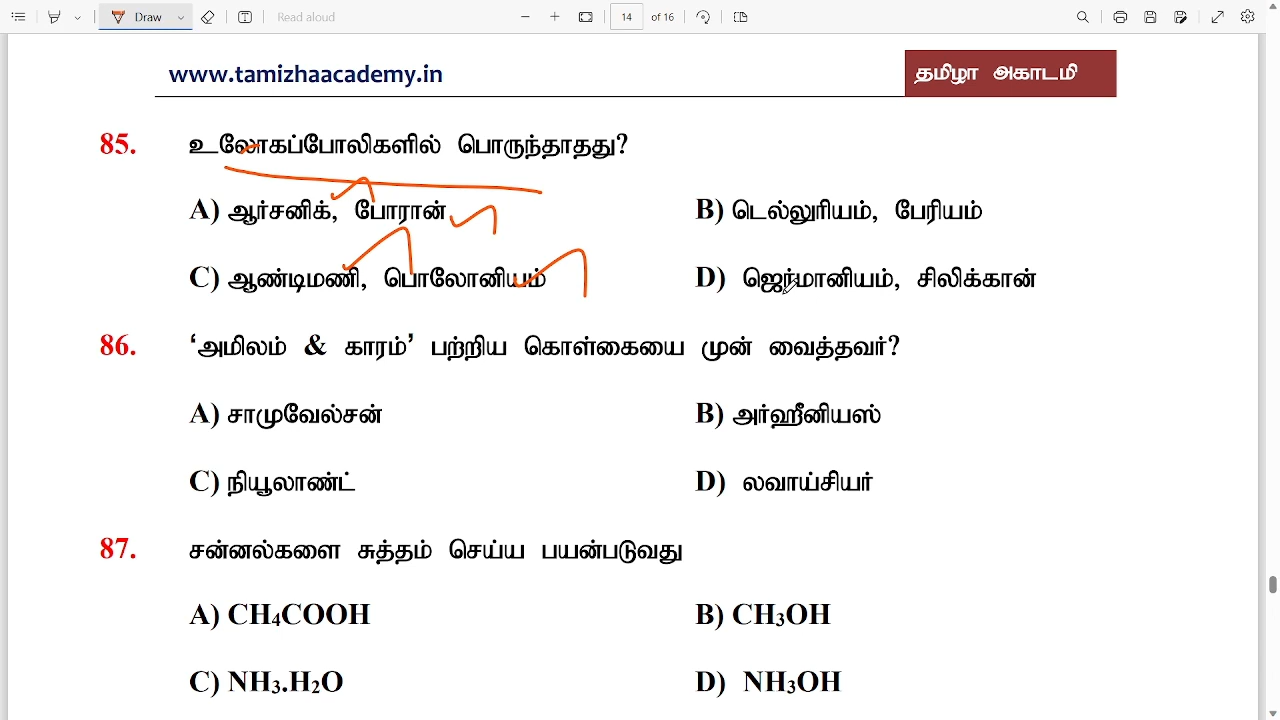 Draw
Read aloud
14 of 16
www.tamizhaacademy.in தமிழா அகாடமி
85. உலோகப்போலிகளில் பொருந்தாதது?
A) ஆர்சனிக், போரான் B) டெல்லுரியம், பேரியம்
C) ஆண்டிமணி, பொலோனியம் D) ஜெர்மானியம், சிலிக்கான்
86. ‘அமிலம் & காரம்’ பற்றிய கொள்கையை முன் வைத்தவர்?
A) சாமுவேல்சன் B) அர்ஹீனியஸ்
C) நியூலாண்ட் D) லவாய்சியர்
87. சன்னல்களை சுத்தம் செய்ய பயன்படுவது
A) CH₄COOH B) CH₃OH
C) NH₃.H₂O D) NH₃OH